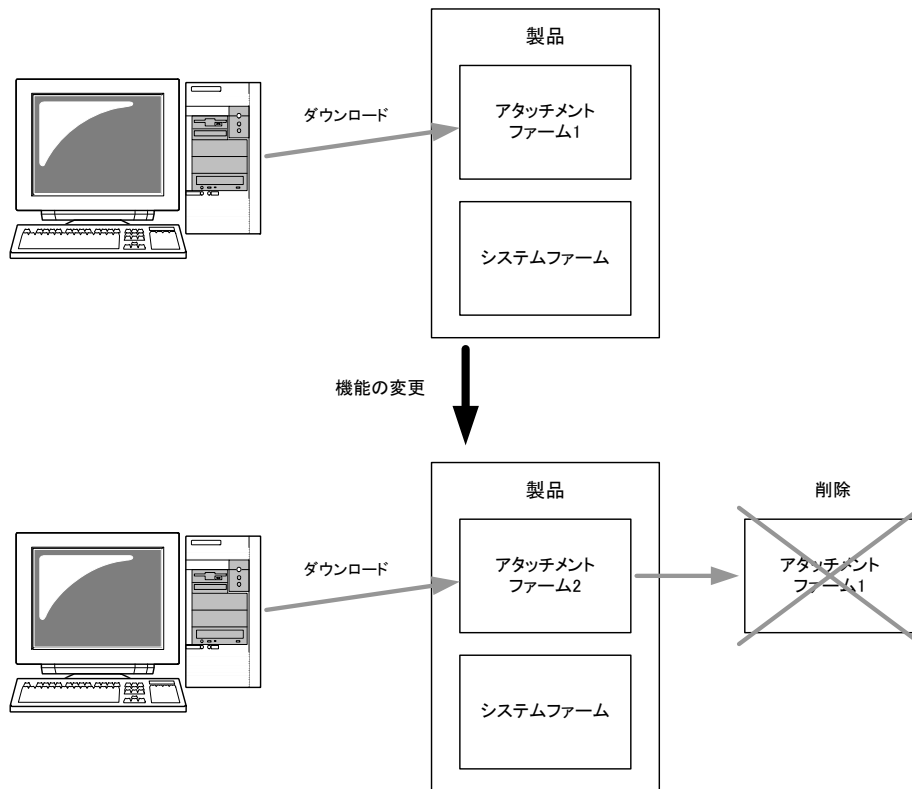 製品
ダウンロード
アタッチメント
ファーム1
システムファーム
機能の変更
製品
削除
ダウンロード
アタッチメント
ファーム2
アタッチメント
ファーム1
システムファーム